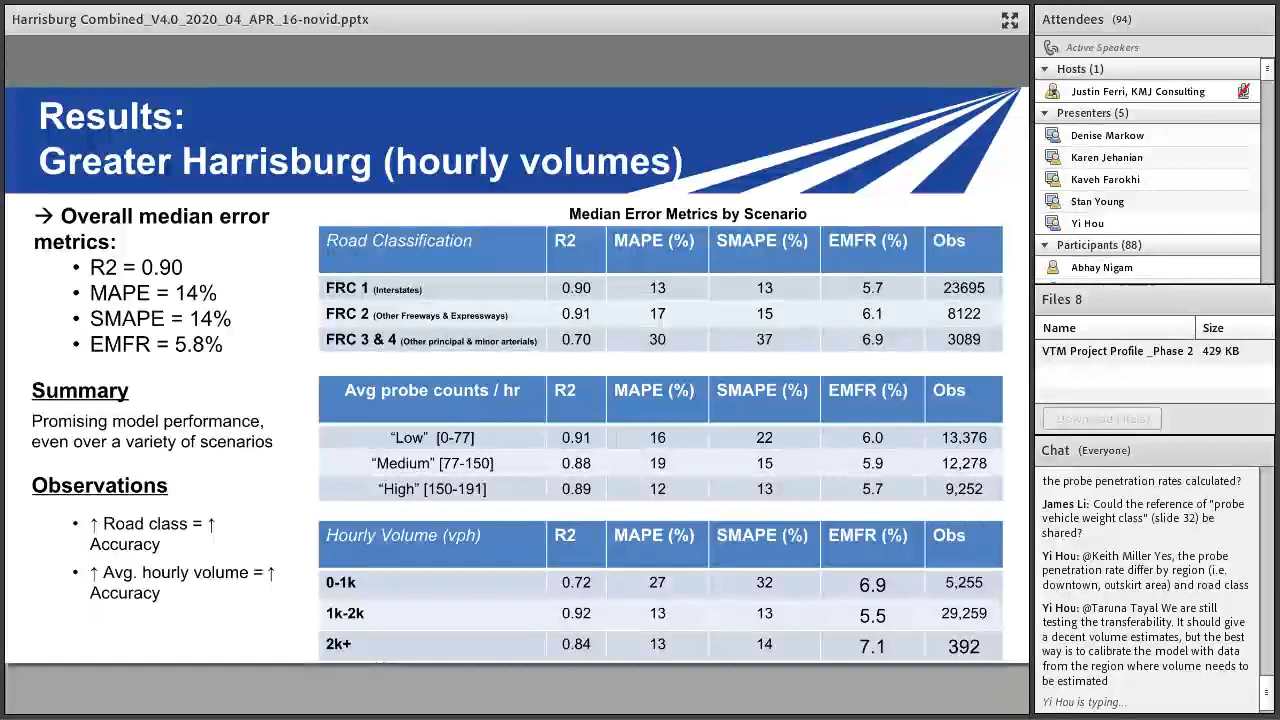 Harrisburg Combined_V4.0_2020_04_APR_16-novid.pptx
Results:
Greater Harrisburg (hourly volumes)
→ Overall median error
metrics:
• R2 = 0.90
• MAPE = 14%
• SMAPE = 14%
• EMFR = 5.8%
Summary
Promising model performance,
even over a variety of scenarios
Observations
• ↑ Road class = ↑
Accuracy
• ↑ Avg. hourly volume = ↑
Accuracy
Median Error Metrics by Scenario
Road Classification R2 MAPE (%) SMAPE (%) EMFR (%) Obs
FRC 1 (Interstates) 0.90 13 13 5.7 23695
FRC 2 (Other Freeways & Expressways) 0.91 17 15 6.1 8122
FRC 3 & 4 (Other principal & minor arterials) 0.70 30 37 6.9 3089
Avg probe counts / hr R2 MAPE (%) SMAPE (%) EMFR (%) Obs
“Low” [0-77] 0.91 16 22 6.0 13,376
“Medium” [77-150] 0.88 19 15 5.9 12,278
“High” [150-191] 0.89 12 13 5.7 9,252
Hourly Volume (vph) R2 MAPE (%) SMAPE (%) EMFR (%) Obs
0-1k 0.72 27 32 6.9 5,255
1k-2k 0.92 13 13 5.5 29,259
2k+ 0.84 13 14 7.1 392
Attendees (94)
Active Speakers
Hosts (1)
Justin Ferri, KMJ Consulting
Presenters (5)
Denise Markow
Karen Jehanian
Kaveh Farokhi
Stan Young
Yi Hou
Participants (88)
Abhay Nigam
Files 8
Name Size
VTM Project Profile _Phase 2 429 KB
Download File(s)
Chat (Everyone)
the probe penetration rates calculated?
James Li: Could the reference of "probe
vehicle weight class" (slide 32) be
shared?
Yi Hou: @Keith Miller Yes, the probe
penetration rate differ by region (i.e.
downtown, outskirt area) and road class
Yi Hou: @Taruna Tayal We are still
testing the transferability. It should give
a decent volume estimates, but the best
way is to calibrate the model with data
from the region where volume needs to
be estimated
Yi Hou is typing...